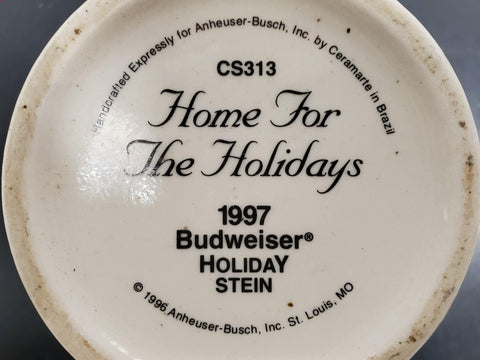 Handcrafted Expressly for Anheuser-Busch, Inc. by Ceramarte in Brazil
CS313
Home For
The Holidays
1997
Budweiser®
HOLIDAY
STEIN
© 1996 Anheuser-Busch, Inc. St. Louis, MO